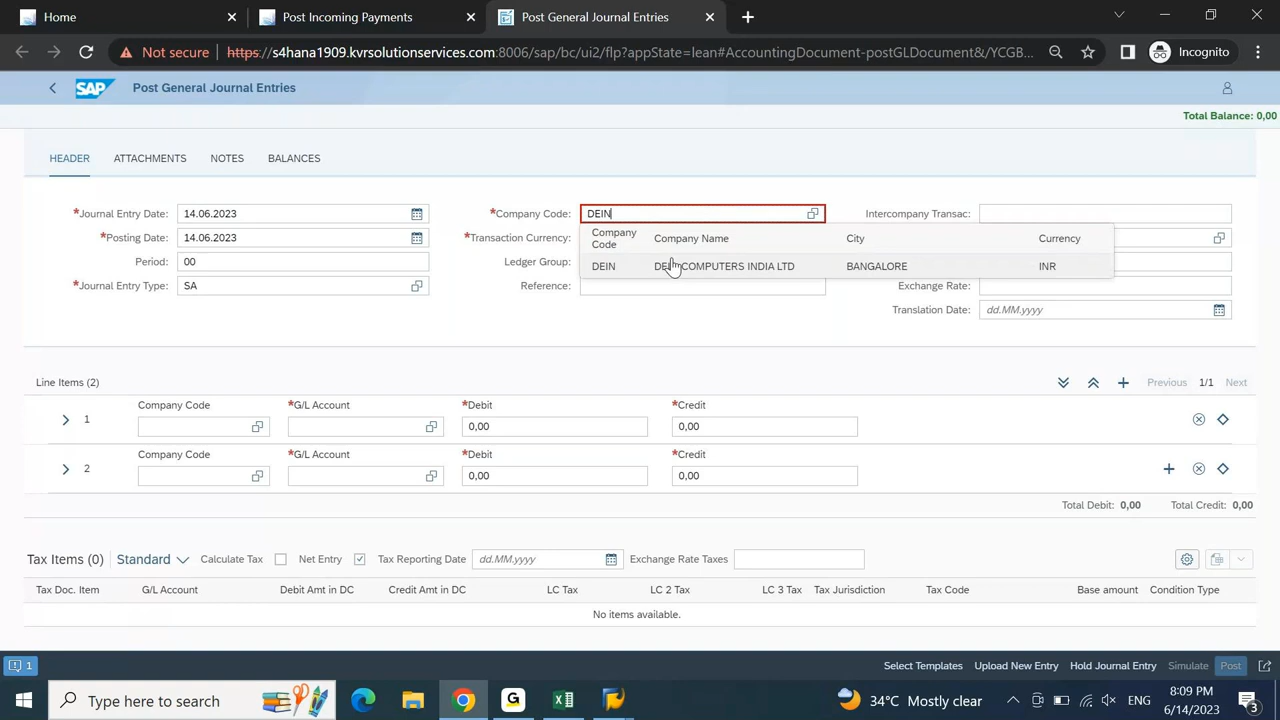 Home
Post Incoming Payments
Post General Journal Entries
Not secure
https://s4hana1909.kvrsolutionservices.com:8006/sap/bc/ui2/flp?appState=lean#AccountingDocument-postGLDocument&/YCGB...
Incognito
SAP
Post General Journal Entries
Total Balance: 0,00
HEADER ATTACHMENTS NOTES BALANCES
*Journal Entry Date: 14.06.2023 *Company Code: DEIN Intercompany Transac:
*Posting Date: 14.06.2023 *Transaction Currency:
Company Code Company Name City Currency
Period: 00 Ledger Group:
DEIN COMPUTERS INDIA LTD BANGALORE INR
*Journal Entry Type: SA Reference: Exchange Rate:
Translation Date: dd.MM.yyyy
Line Items (2) Previous 1/1 Next
Company Code *G/L Account *Debit *Credit
1 0,00 0,00
Company Code *G/L Account *Debit *Credit
2 0,00 0,00
Total Debit: 0,00 Total Credit: 0,00
Tax Items (0) Standard Calculate Tax Net Entry Tax Reporting Date dd.MM.yyyy Exchange Rate Taxes
Tax Doc. Item G/L Account Debit Amt in DC Credit Amt in DC LC Tax LC 2 Tax LC 3 Tax Tax Jurisdiction Tax Code Base amount Condition Type
No items available.
1 Select Templates Upload New Entry Hold Journal Entry Simulate Post
Type here to search
34°C Mostly clear
ENG
8:09 PM
6/14/2023
3